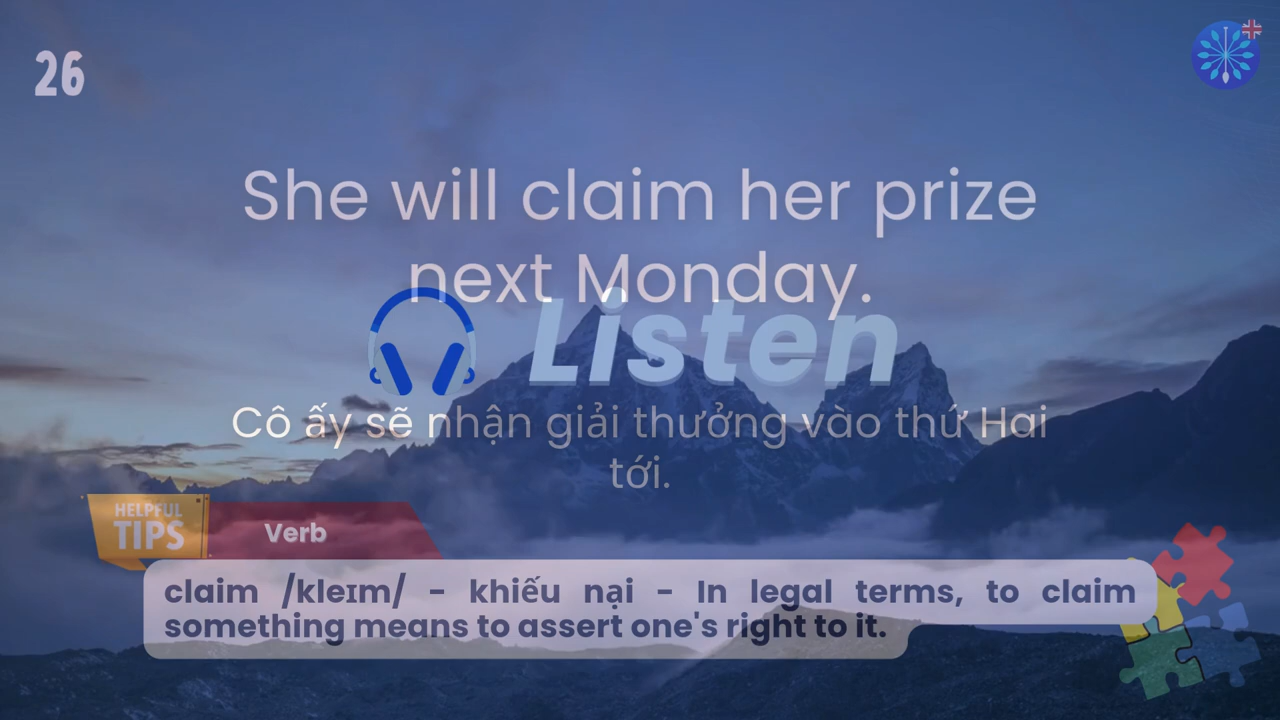 26
She will claim her prize
next Monday.
Listen
Cô ấy sẽ nhận giải thưởng vào thứ Hai
tới.
HELPFUL
TIPS
Verb
claim /kleɪm/ - khiếu nại - In legal terms, to claim
something means to assert one's right to it.